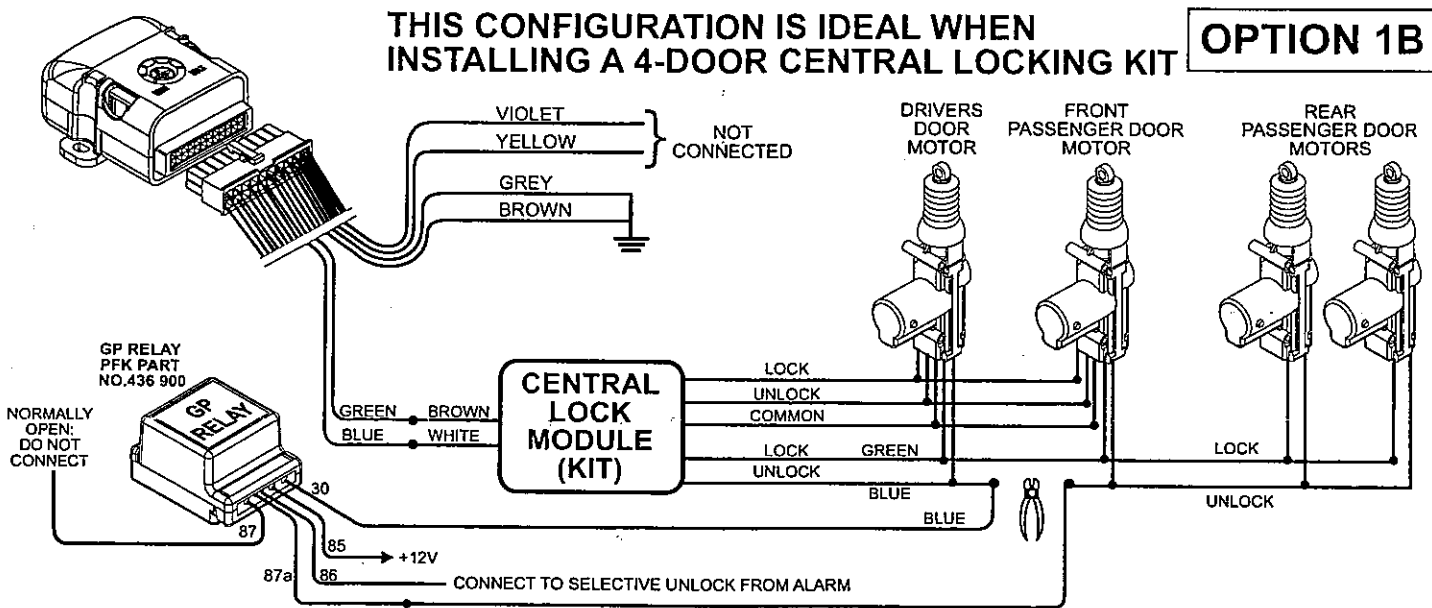 THIS CONFIGURATION IS IDEAL WHEN
INSTALLING A 4-DOOR CENTRAL LOCKING KIT
OPTION 1B
VIOLET
YELLOW
NOT
CONNECTED
GREY
BROWN
DRIVERS
DOOR
MOTOR
FRONT
PASSENGER DOOR
MOTOR
REAR
PASSENGER DOOR
MOTORS
GP RELAY
PFK PART
NO.436 900
GP
RELAY
NORMALLY
OPEN;
DO NOT
CONNECT
GREEN
BROWN
BLUE
WHITE
CENTRAL
LOCK
MODULE
(KIT)
LOCK
UNLOCK
COMMON
LOCK
GREEN
LOCK
UNLOCK
BLUE
UNLOCK
30
BLUE
87
85
+12V
87a
86
CONNECT TO SELECTIVE UNLOCK FROM ALARM